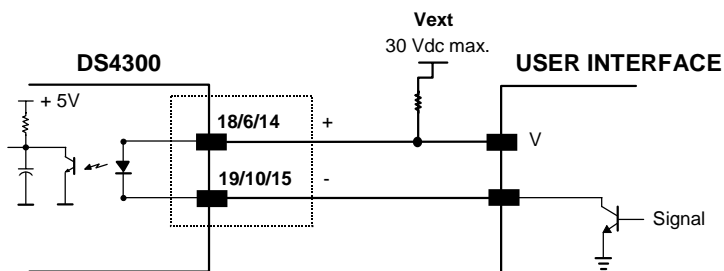 Vext
30 Vdc max.
DS4300
USER INTERFACE
+ 5V
18/6/14
+
V
19/10/15
-
Signal